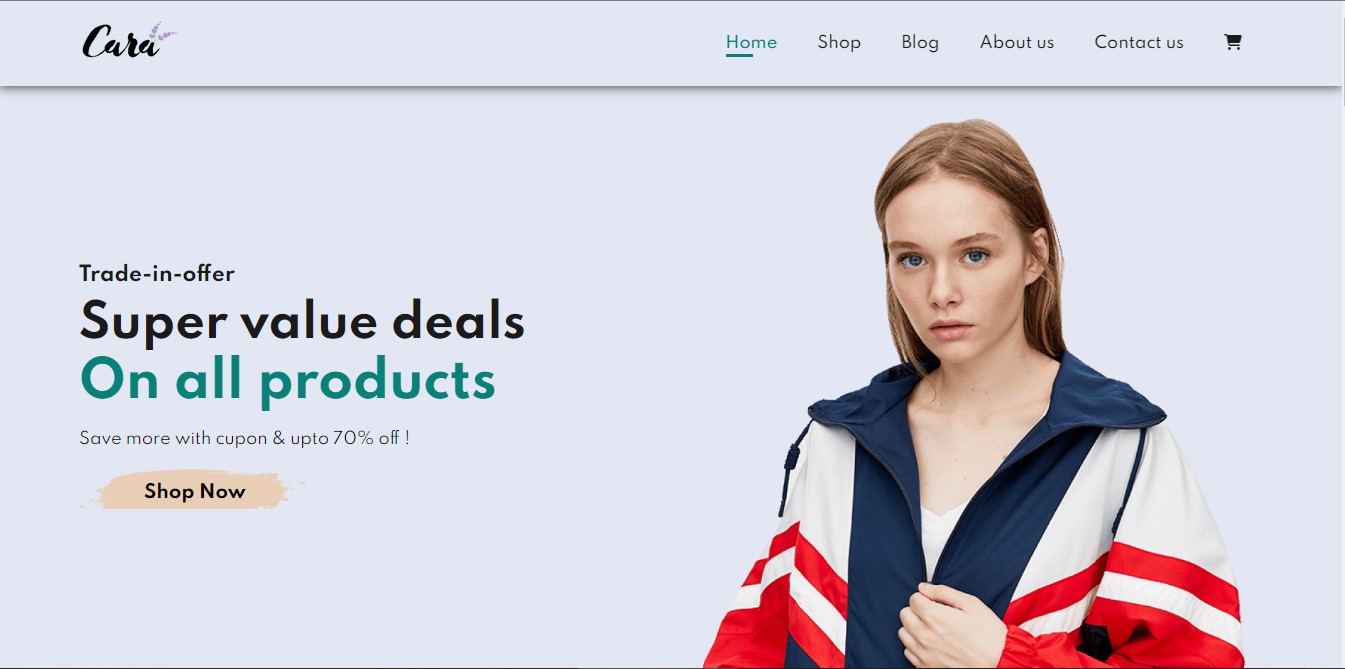 Cara
Home Shop Blog About us Contact us
Trade-in-offer
Super value deals
On all products
Save more with cupon & upto 70% off !
Shop Now